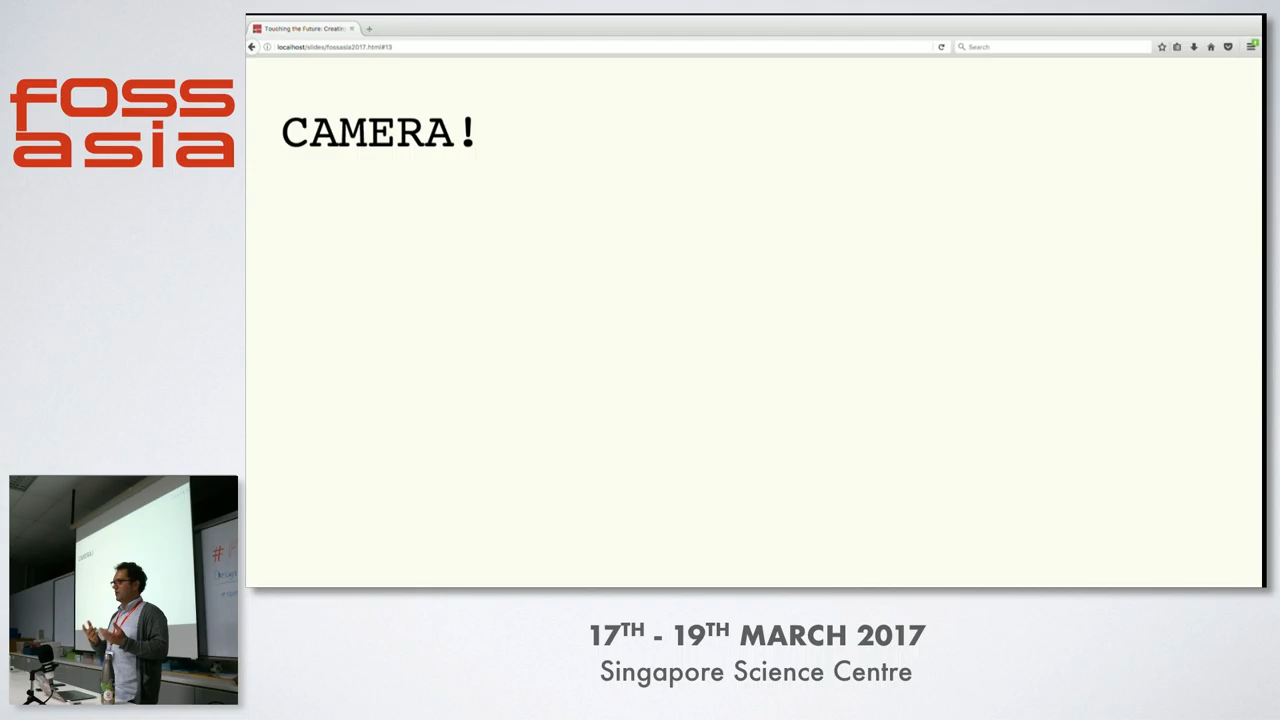 foss
asia
Touching the Future: Creatin
localhost/slides/fossasia2017.html#13
Search
CAMERA!
CAMERA!
#
17TH - 19TH MARCH 2017
Singapore Science Centre